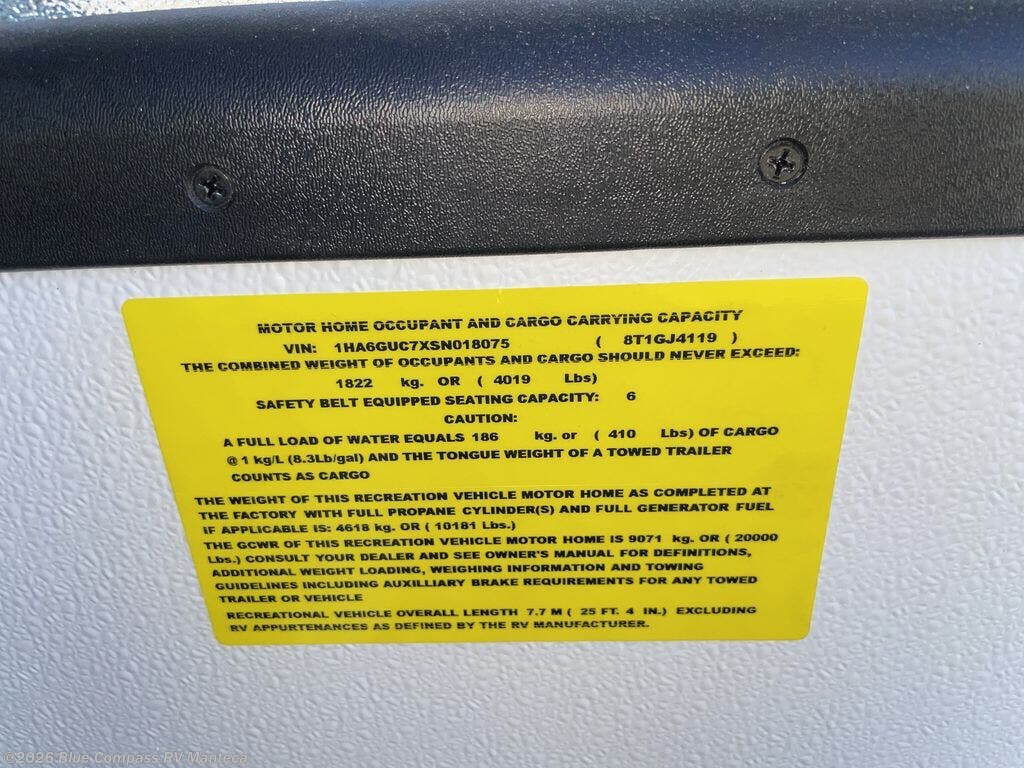 MOTOR HOME OCCUPANT AND CARGO CARRYING CAPACITY
VIN: 1HA6GUC7XSN018075 ( 8T1GJ4119 )
THE COMBINED WEIGHT OF OCCUPANTS AND CARGO SHOULD NEVER EXCEED:
1822 kg. OR ( 4019 Lbs)
SAFETY BELT EQUIPPED SEATING CAPACITY: 6
CAUTION:
A FULL LOAD OF WATER EQUALS 186 kg. or ( 410 Lbs) OF CARGO
@ 1 kg/L (8.3Lb/gal) AND THE TONGUE WEIGHT OF A TOWED TRAILER
COUNTS AS CARGO
THE WEIGHT OF THIS RECREATION VEHICLE MOTOR HOME AS COMPLETED AT
THE FACTORY WITH FULL PROPANE CYLINDER(S) AND FULL GENERATOR FUEL
IF APPLICABLE IS: 4618 kg. OR ( 10181 Lbs.)
THE GCWR OF THIS RECREATION VEHICLE MOTOR HOME IS 9071 kg. OR ( 20000
Lbs.) CONSULT YOUR DEALER AND SEE OWNER'S MANUAL FOR DEFINITIONS,
ADDITIONAL WEIGHT LOADING, WEIGHING INFORMATION AND TOWING
GUIDELINES INCLUDING AUXILLIARY BRAKE REQUIREMENTS FOR ANY TOWED
TRAILER OR VEHICLE
RECREATIONAL VEHICLE OVERALL LENGTH 7.7 M ( 25 FT. 4 IN.) EXCLUDING
RV APPURTENANCES AS DEFINED BY THE RV MANUFACTURER.
©2026 Blue Compass RV Manteca